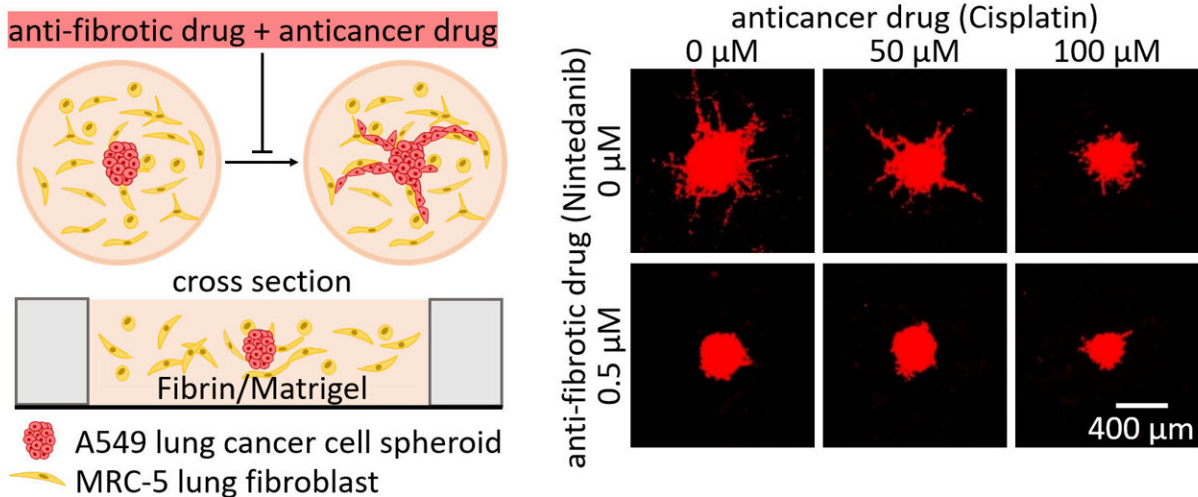 anti-fibrotic drug + anticancer drug
cross section
Fibrin/Matrigel
A549 lung cancer cell spheroid
MRC-5 lung fibroblast
anticancer drug (Cisplatin)
0 µM 50 µM 100 µM
anti-fibrotic drug (Nintedanib)
0 µM
0.5 µM
400 µm